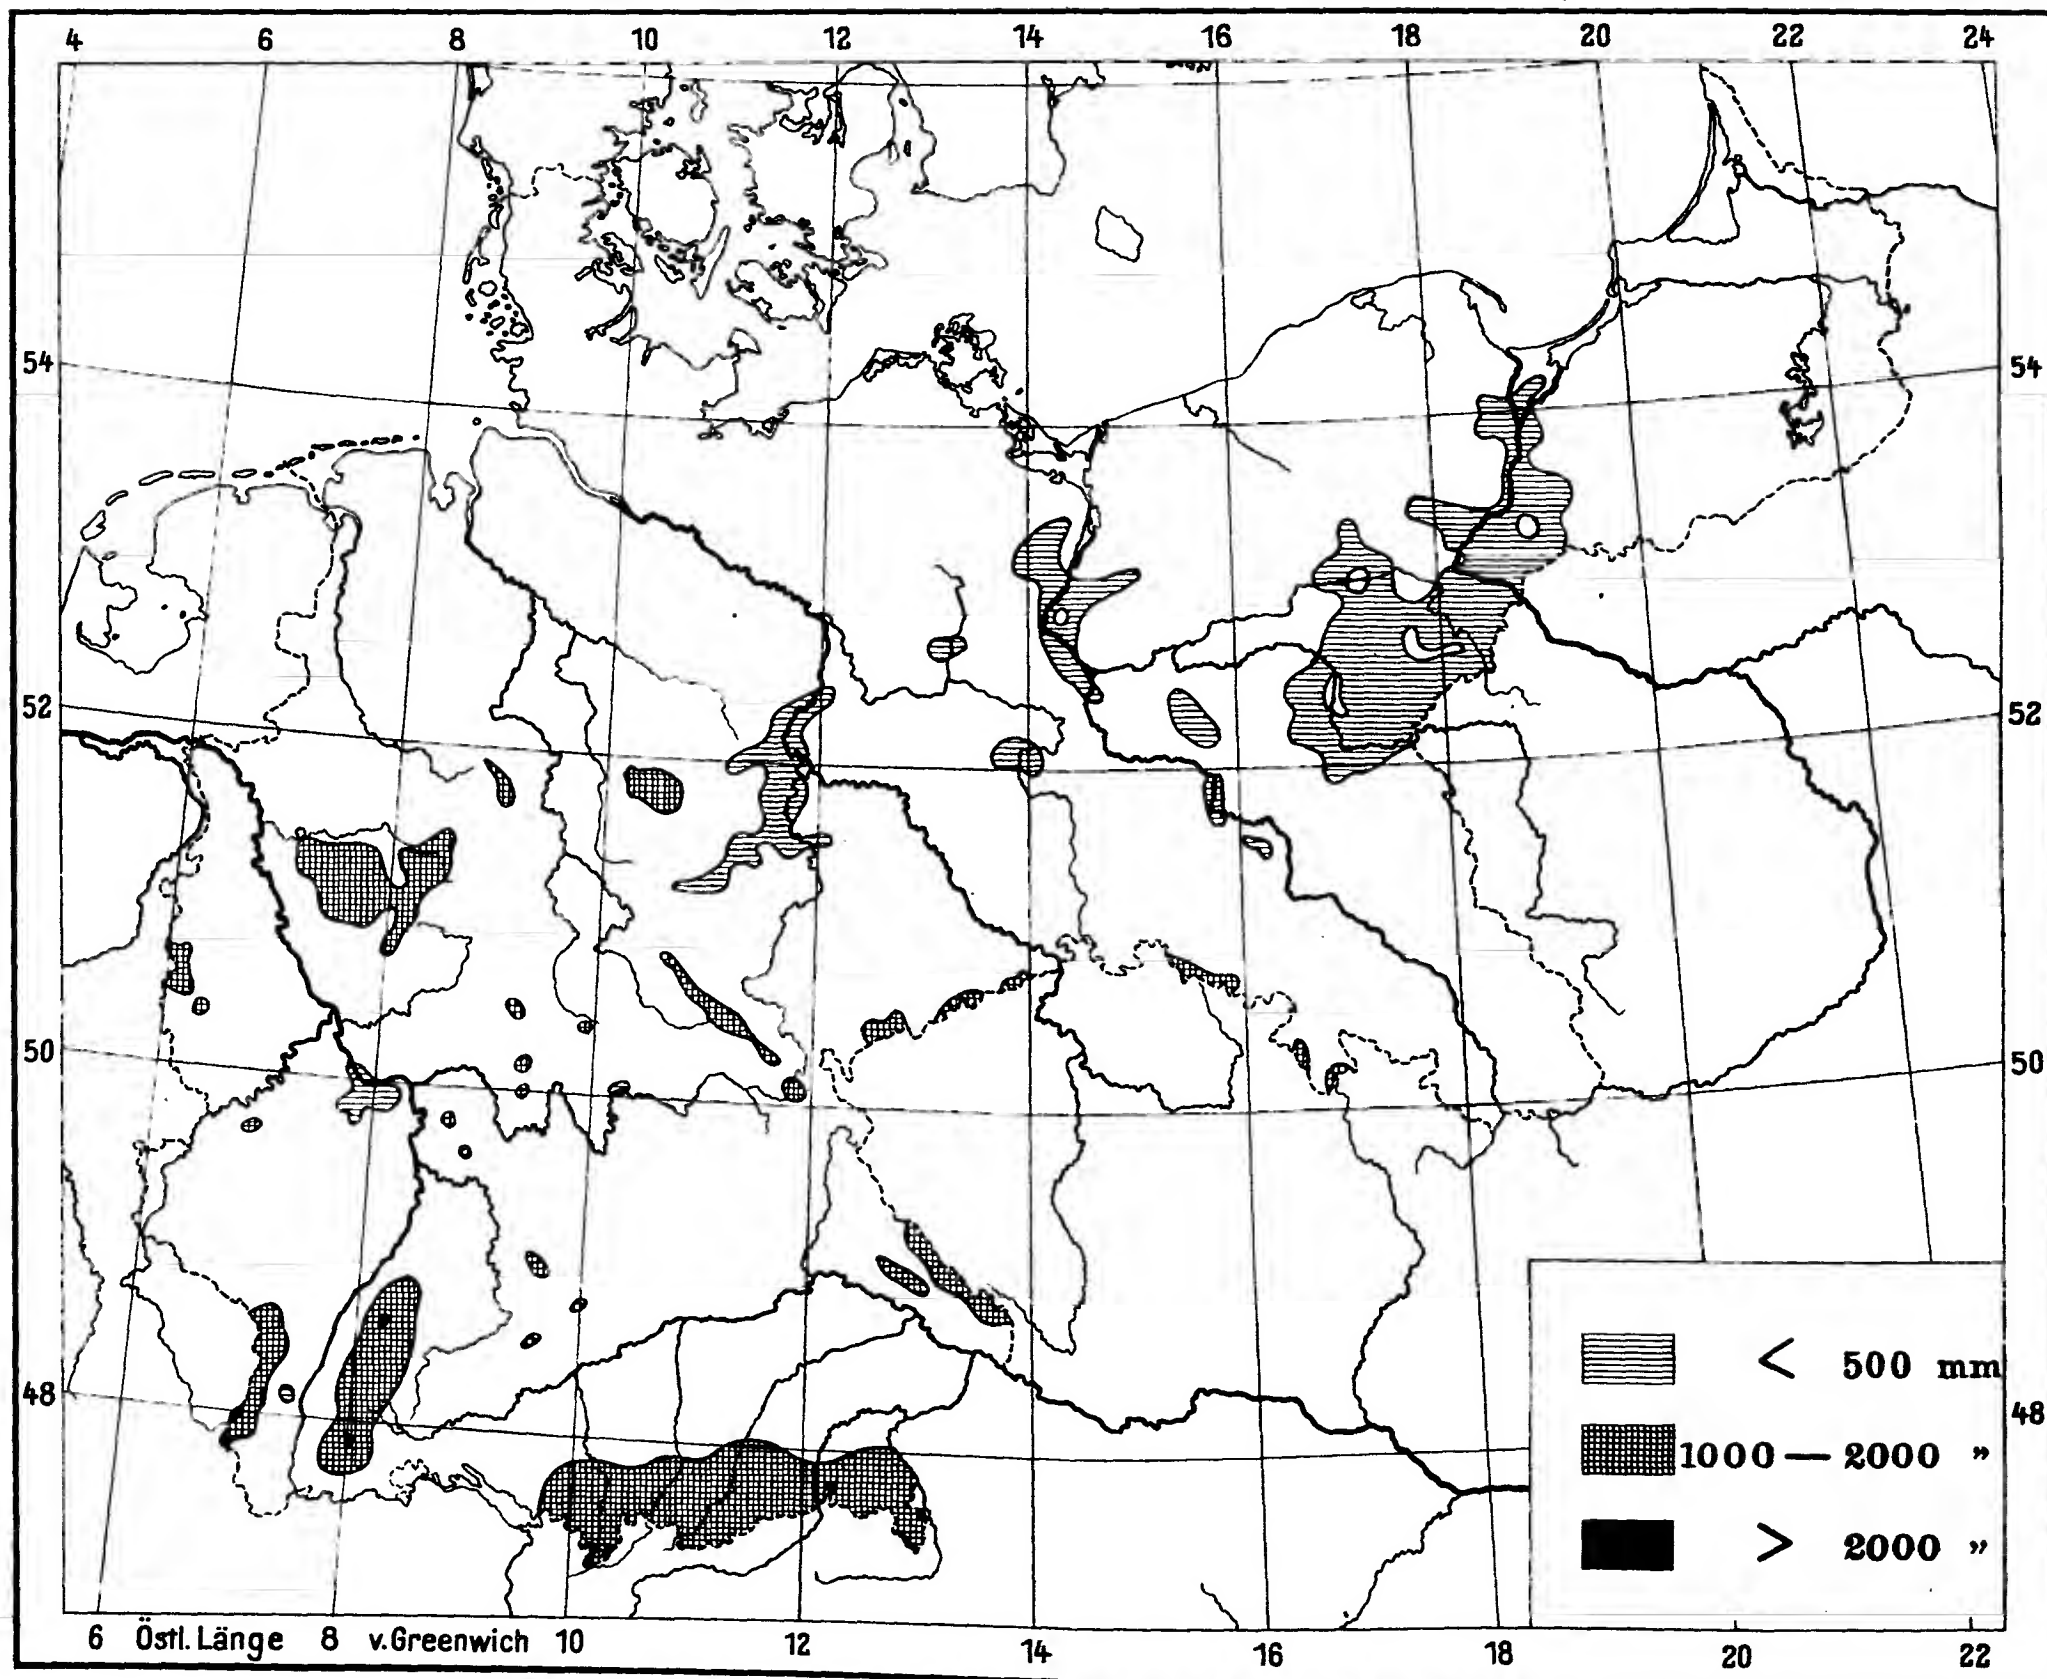 4 6 8 10 12 14 16 18 20 22 24
54 54
52 52
50 50
48 48
< 500 mm
1000 — 2000 "
> 2000 "
6 Östl. Länge 8 v. Greenwich 10 12 14 16 18 20 22